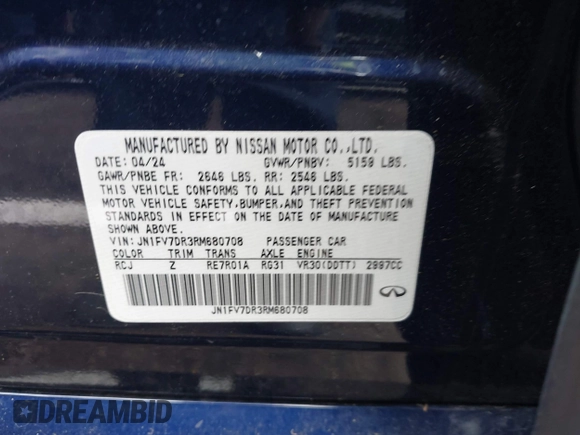 MANUFACTURED BY NISSAN MOTOR CO.,LTD.
DATE: 04/24 GVWR/PNBV: 5159 LBS.
GAWR/PNBE FR: 2646 LBS. RR: 2546 LBS.
THIS VEHICLE CONFORMS TO ALL APPLICABLE FEDERAL
MOTOR VEHICLE SAFETY,BUMPER,AND THEFT PREVENTION
STANDARDS IN EFFECT ON THE DATE OF MANUFACTURE
SHOWN ABOVE.
VIN: JN1FV7DR3RM680708 PASSENGER CAR
COLOR TRIM TRANS AXLE ENGINE
RCJ Z RE7R01A RG31 VR30(DDTT) 2997CC
JN1FV7DR3RM680708
DREAMBID